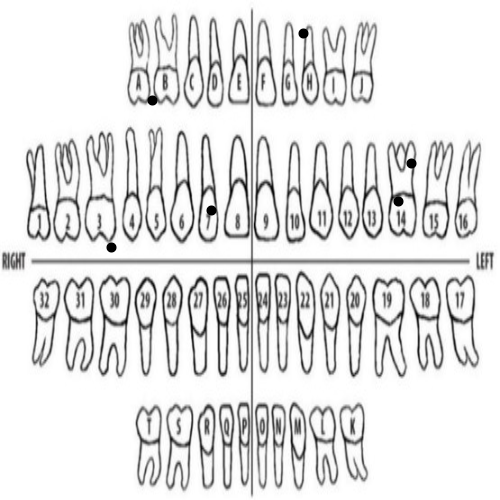 A B C D E F G H I J
1 2 3 4 5 6 7 8 9 10 11 12 13 14 15 16
RIGHT LEFT
32 31 30 29 28 27 26 25 24 23 22 21 20 19 18 17
T S R Q P O N M L K